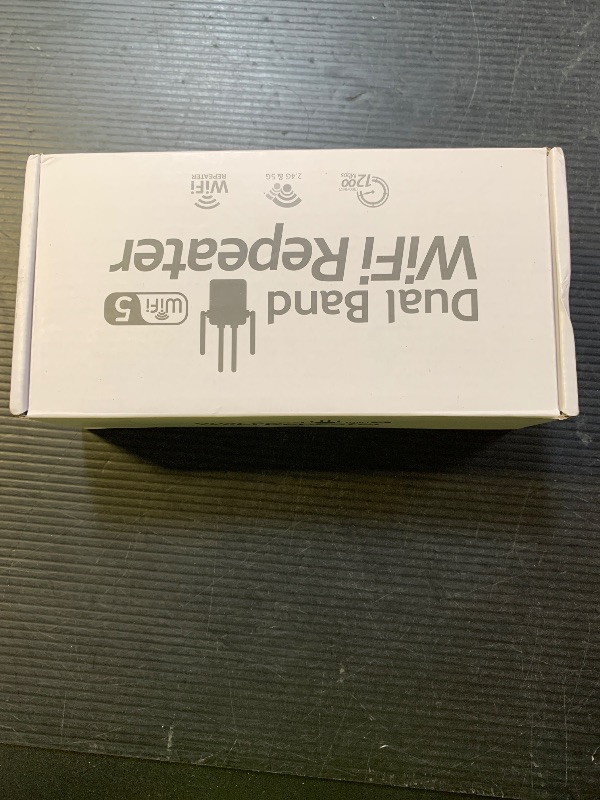 Dual Band
WiFi 5
WiFi Repeater
1200
Mbps
2.4G & 5G
WiFi
REPEATER